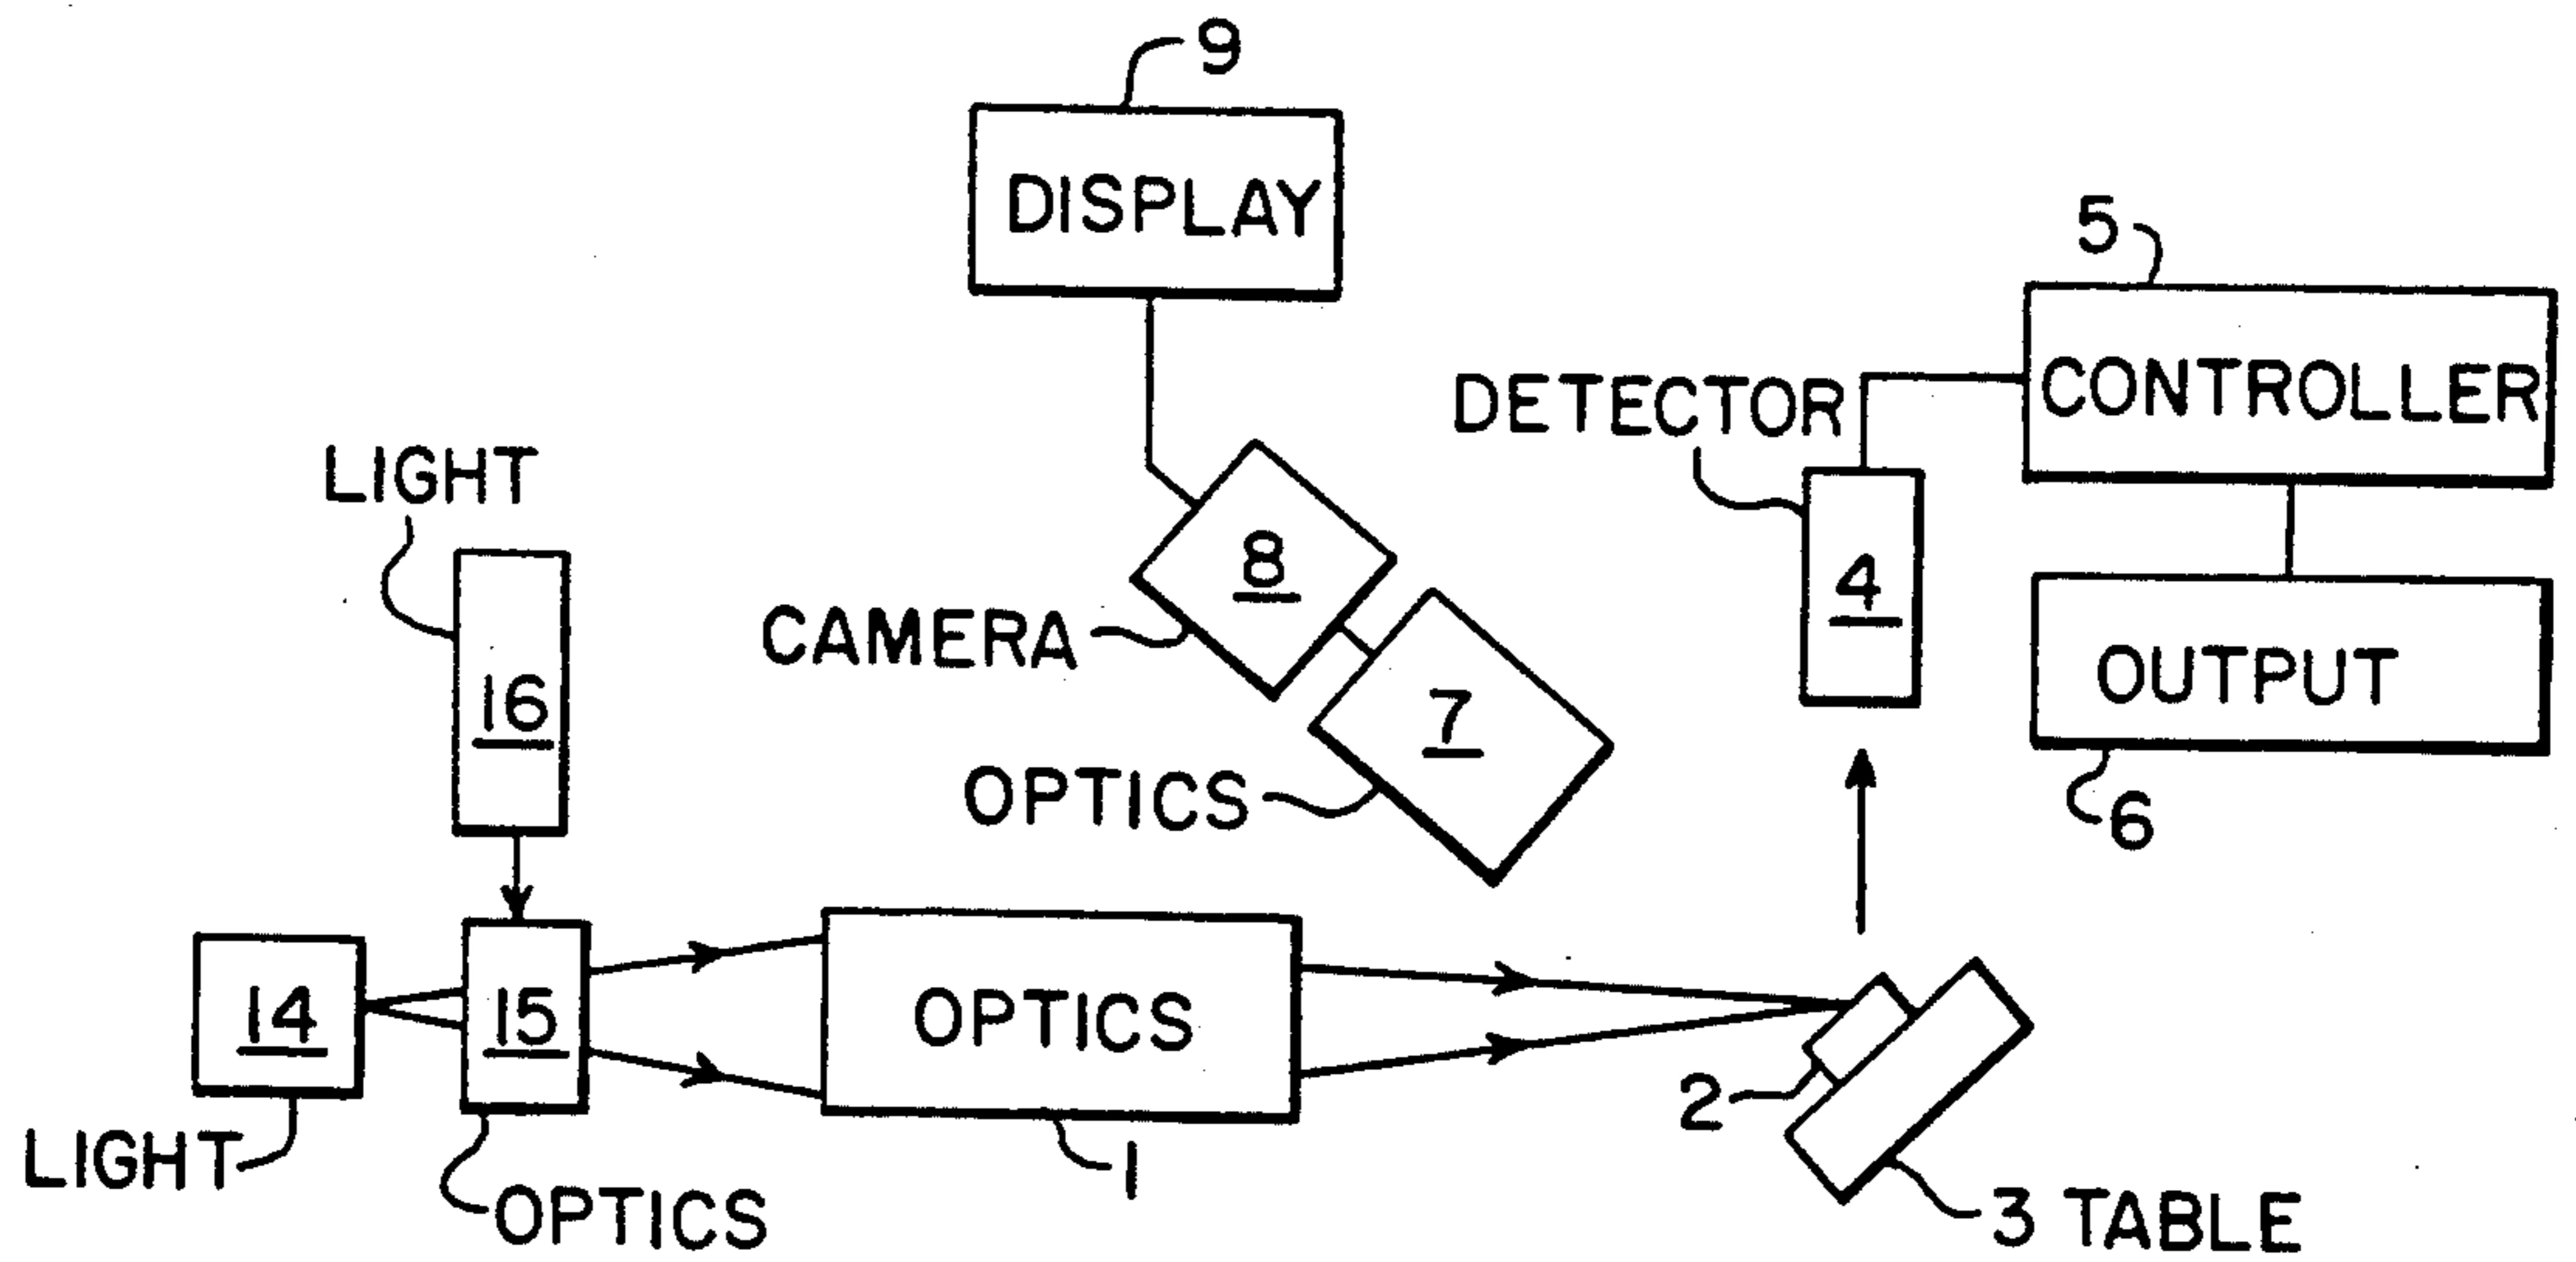 9
DISPLAY
5
CONTROLLER
DETECTOR
LIGHT
8
4
CAMERA
OUTPUT
16
7
OPTICS
6
14
15
OPTICS
2
LIGHT
OPTICS
1
3 TABLE